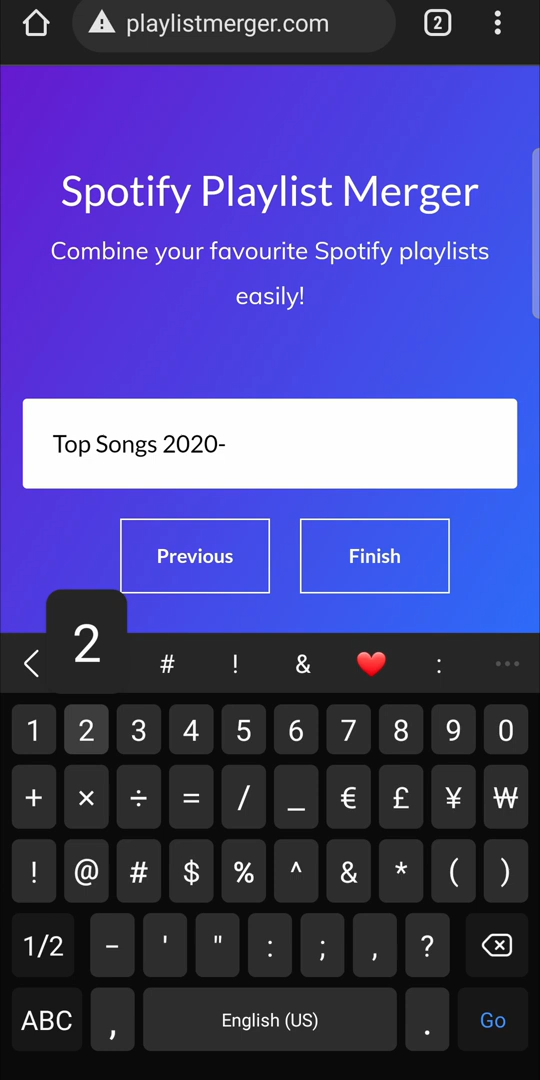 playlistmerger.com 2
Spotify Playlist Merger
Combine your favourite Spotify playlists
easily!
Top Songs 2020-
Previous Finish
2 # ! & ❤️ :
1 2 3 4 5 6 7 8 9 0
+ × ÷ = / _ € £ ¥ ₩
! @ # $ % ^ & * ( )
1/2 - ' " : ; , ?
ABC , English (US) . Go